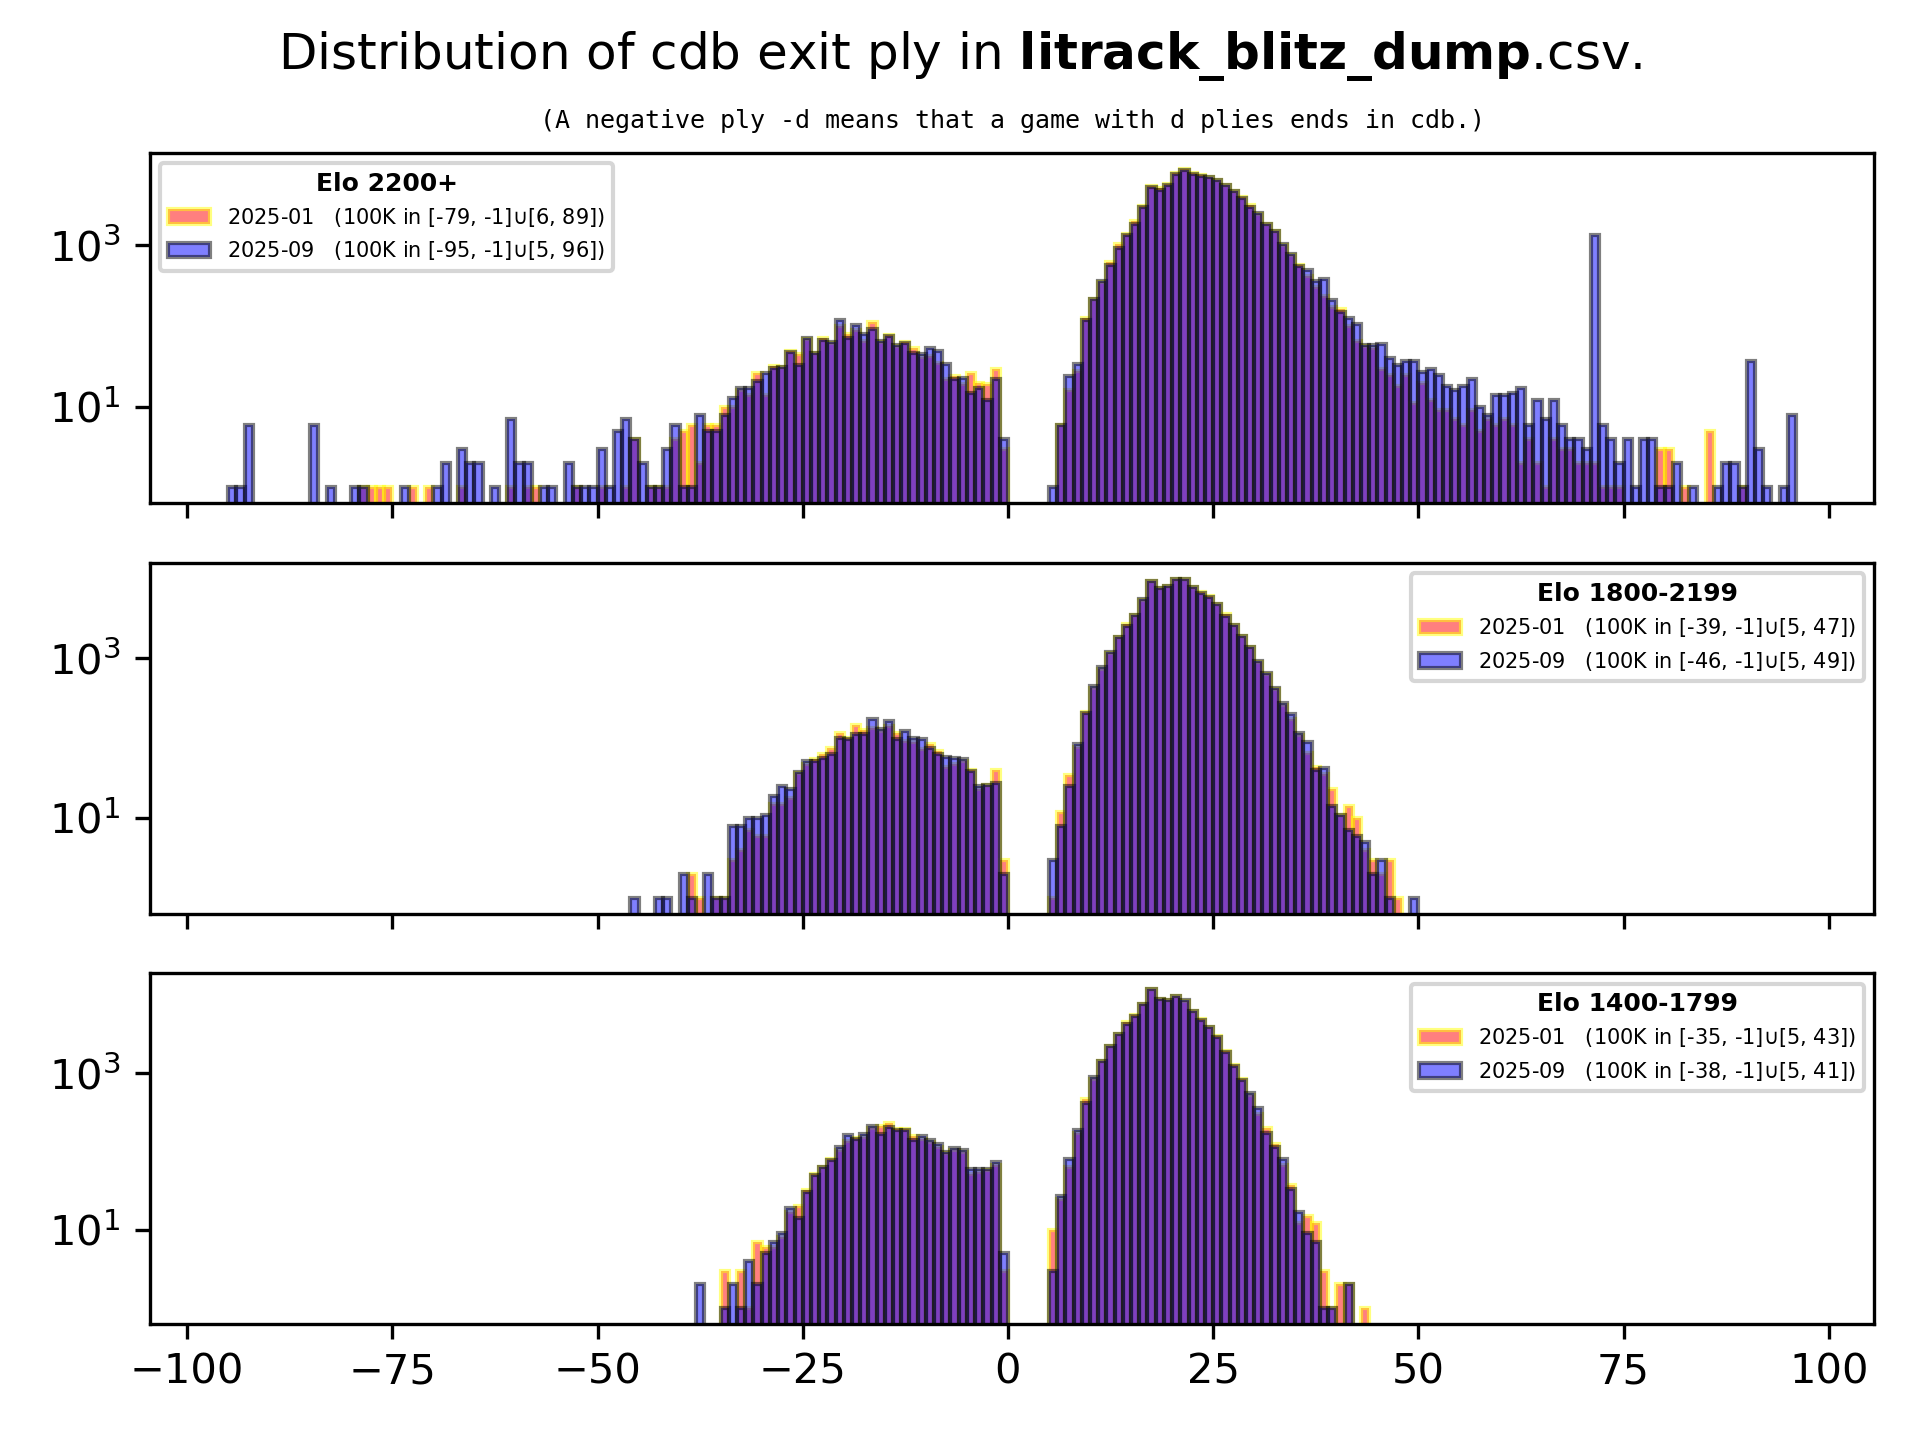 Distribution of cdb exit ply in litrack_blitz_dump.csv.
(A negative ply -d means that a game with d plies ends in cdb.)
Elo 2200+
2025-01 (100K in [-79, -1]∪[6, 89])
2025-09 (100K in [-95, -1]∪[5, 96])
10³
10¹
Elo 1800-2199
2025-01 (100K in [-39, -1]∪[5, 47])
2025-09 (100K in [-46, -1]∪[5, 49])
10³
10¹
Elo 1400-1799
2025-01 (100K in [-35, -1]∪[5, 43])
2025-09 (100K in [-38, -1]∪[5, 41])
10³
10¹
−100 −75 −50 −25 0 25 50 75 100